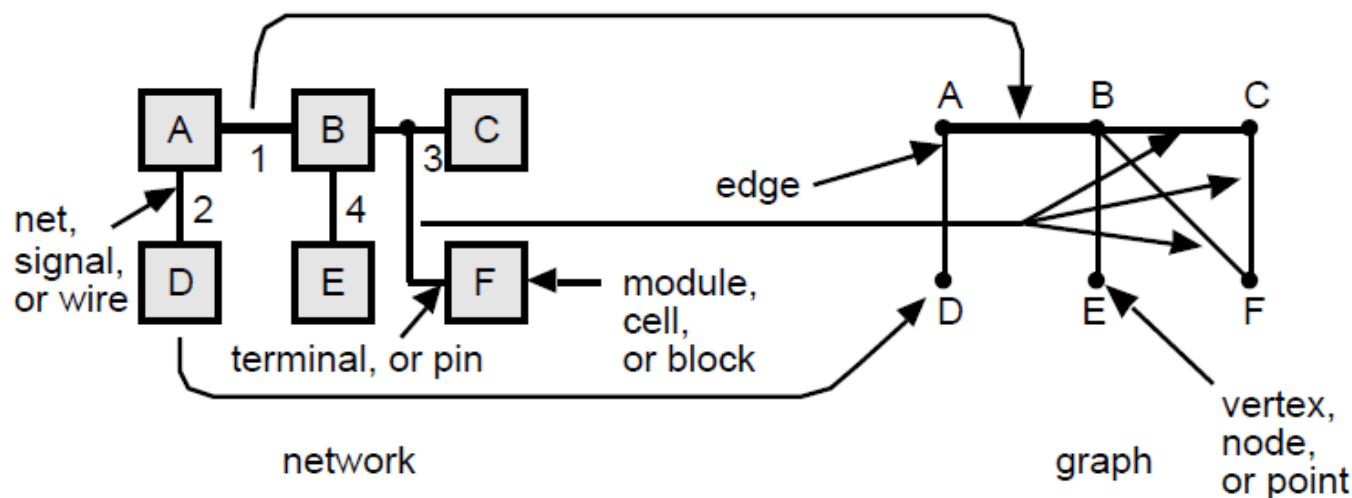 A
B
C
1
3
2
4
net,
signal,
or wire
D
E
F
terminal, or pin
module,
cell,
or block
network
A
B
C
edge
D
E
F
vertex,
node,
or point
graph